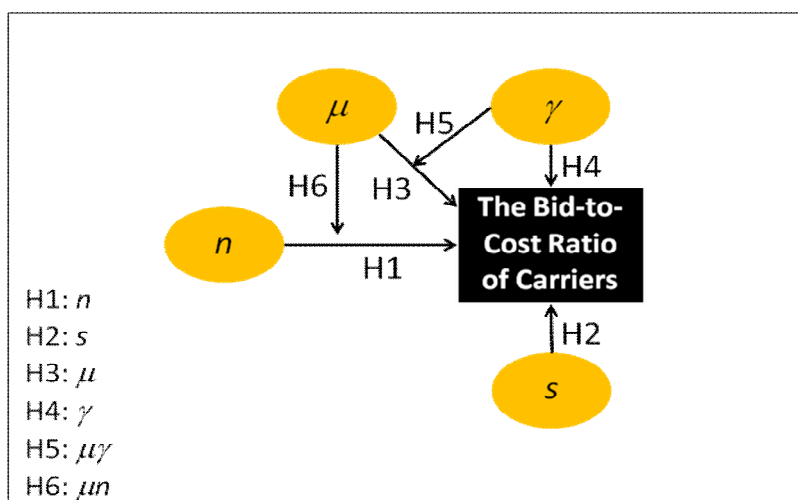 μ
γ
H5
H6
H3
H4
The Bid-to-
Cost Ratio
of Carriers
n
H1
H2
s
H1: n
H2: s
H3: μ
H4: γ
H5: μγ
H6: μn